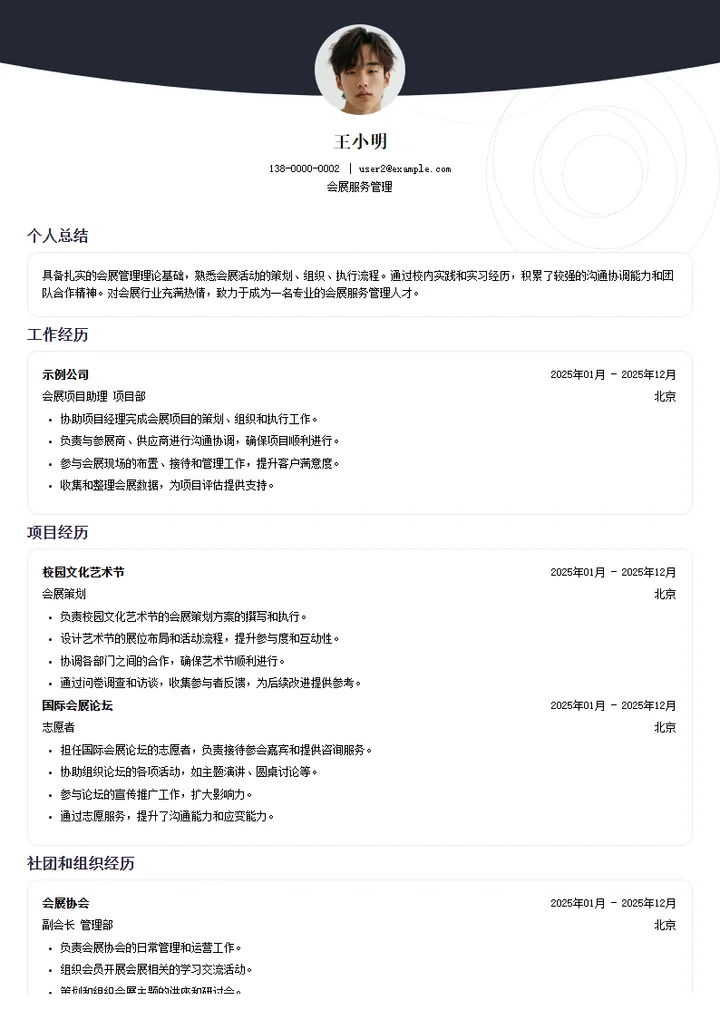 王小明
138-0000-0002 | user2@example.com
会展服务管理
个人总结
具备扎实的会展管理理论基础，熟悉会展活动的策划、组织、执行流程。通过校内实践和实习经历，积累了较强的沟通协调能力和团
队合作精神。对会展行业充满热情，致力于成为一名专业的会展服务管理人才。
工作经历
示例公司 2025年01月 - 2025年12月
会展项目助理 项目部 北京
• 协助项目经理完成会展项目的策划、组织和执行工作。
• 负责与参展商、供应商进行沟通协调，确保项目顺利进行。
• 参与会展现场的布置、接待和管理工作，提升客户满意度。
• 收集和整理会展数据，为项目评估提供支持。
项目经历
校园文化艺术节 2025年01月 - 2025年12月
会展策划 北京
• 负责校园文化艺术节的会展策划方案的撰写和执行。
• 设计艺术节的展位布局和活动流程，提升参与度和互动性。
• 协调各部门之间的合作，确保艺术节顺利进行。
• 通过问卷调查和访谈，收集参与者反馈，为后续改进提供参考。
国际会展论坛 2025年01月 - 2025年12月
志愿者 北京
• 担任国际会展论坛的志愿者，负责接待参会嘉宾和提供咨询服务。
• 协助组织论坛的各项活动，如主题演讲、圆桌讨论等。
• 参与论坛的宣传推广工作，扩大影响力。
• 通过志愿服务，提升了沟通能力和应变能力。
社团和组织经历
会展协会 2025年01月 - 2025年12月
副会长 管理部 北京
• 负责会展协会的日常管理和运营工作。
• 组织会员开展会展相关的学习交流活动。
• 策划和组织会展主题的讲座和研讨会。